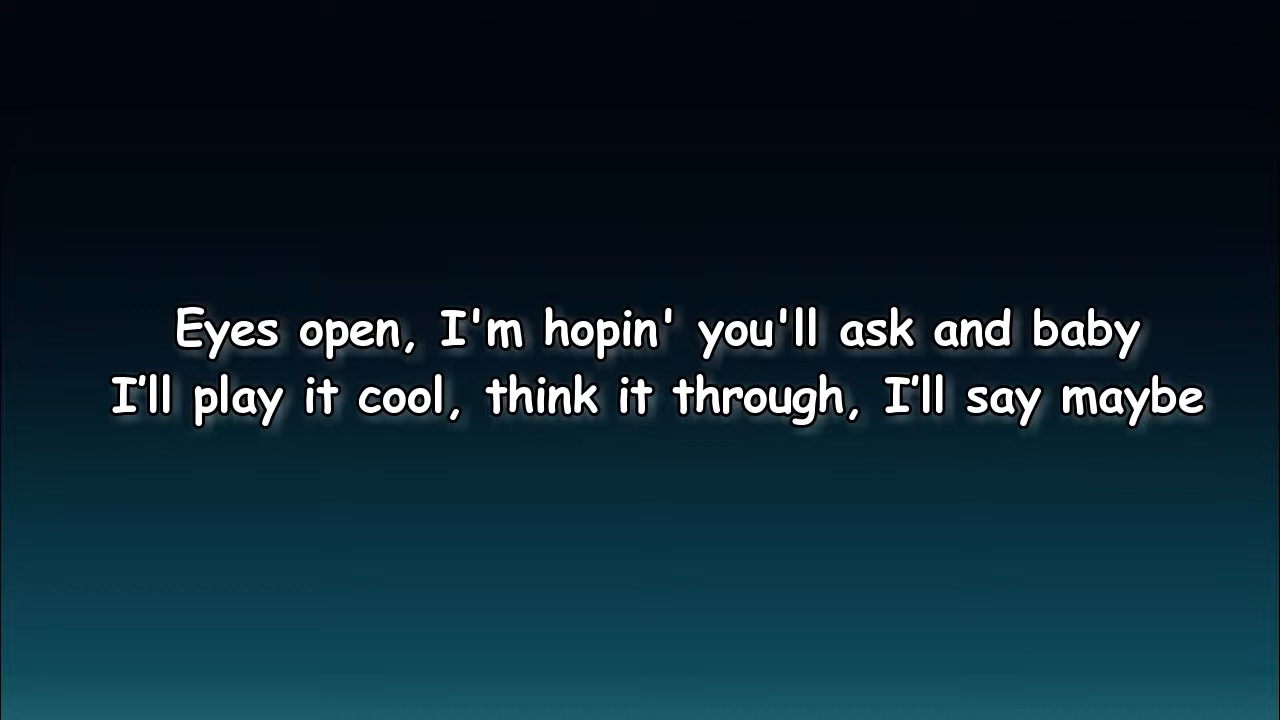 Eyes open, I'm hopin' you'll ask and baby
I’ll play it cool, think it through, I’ll say maybe